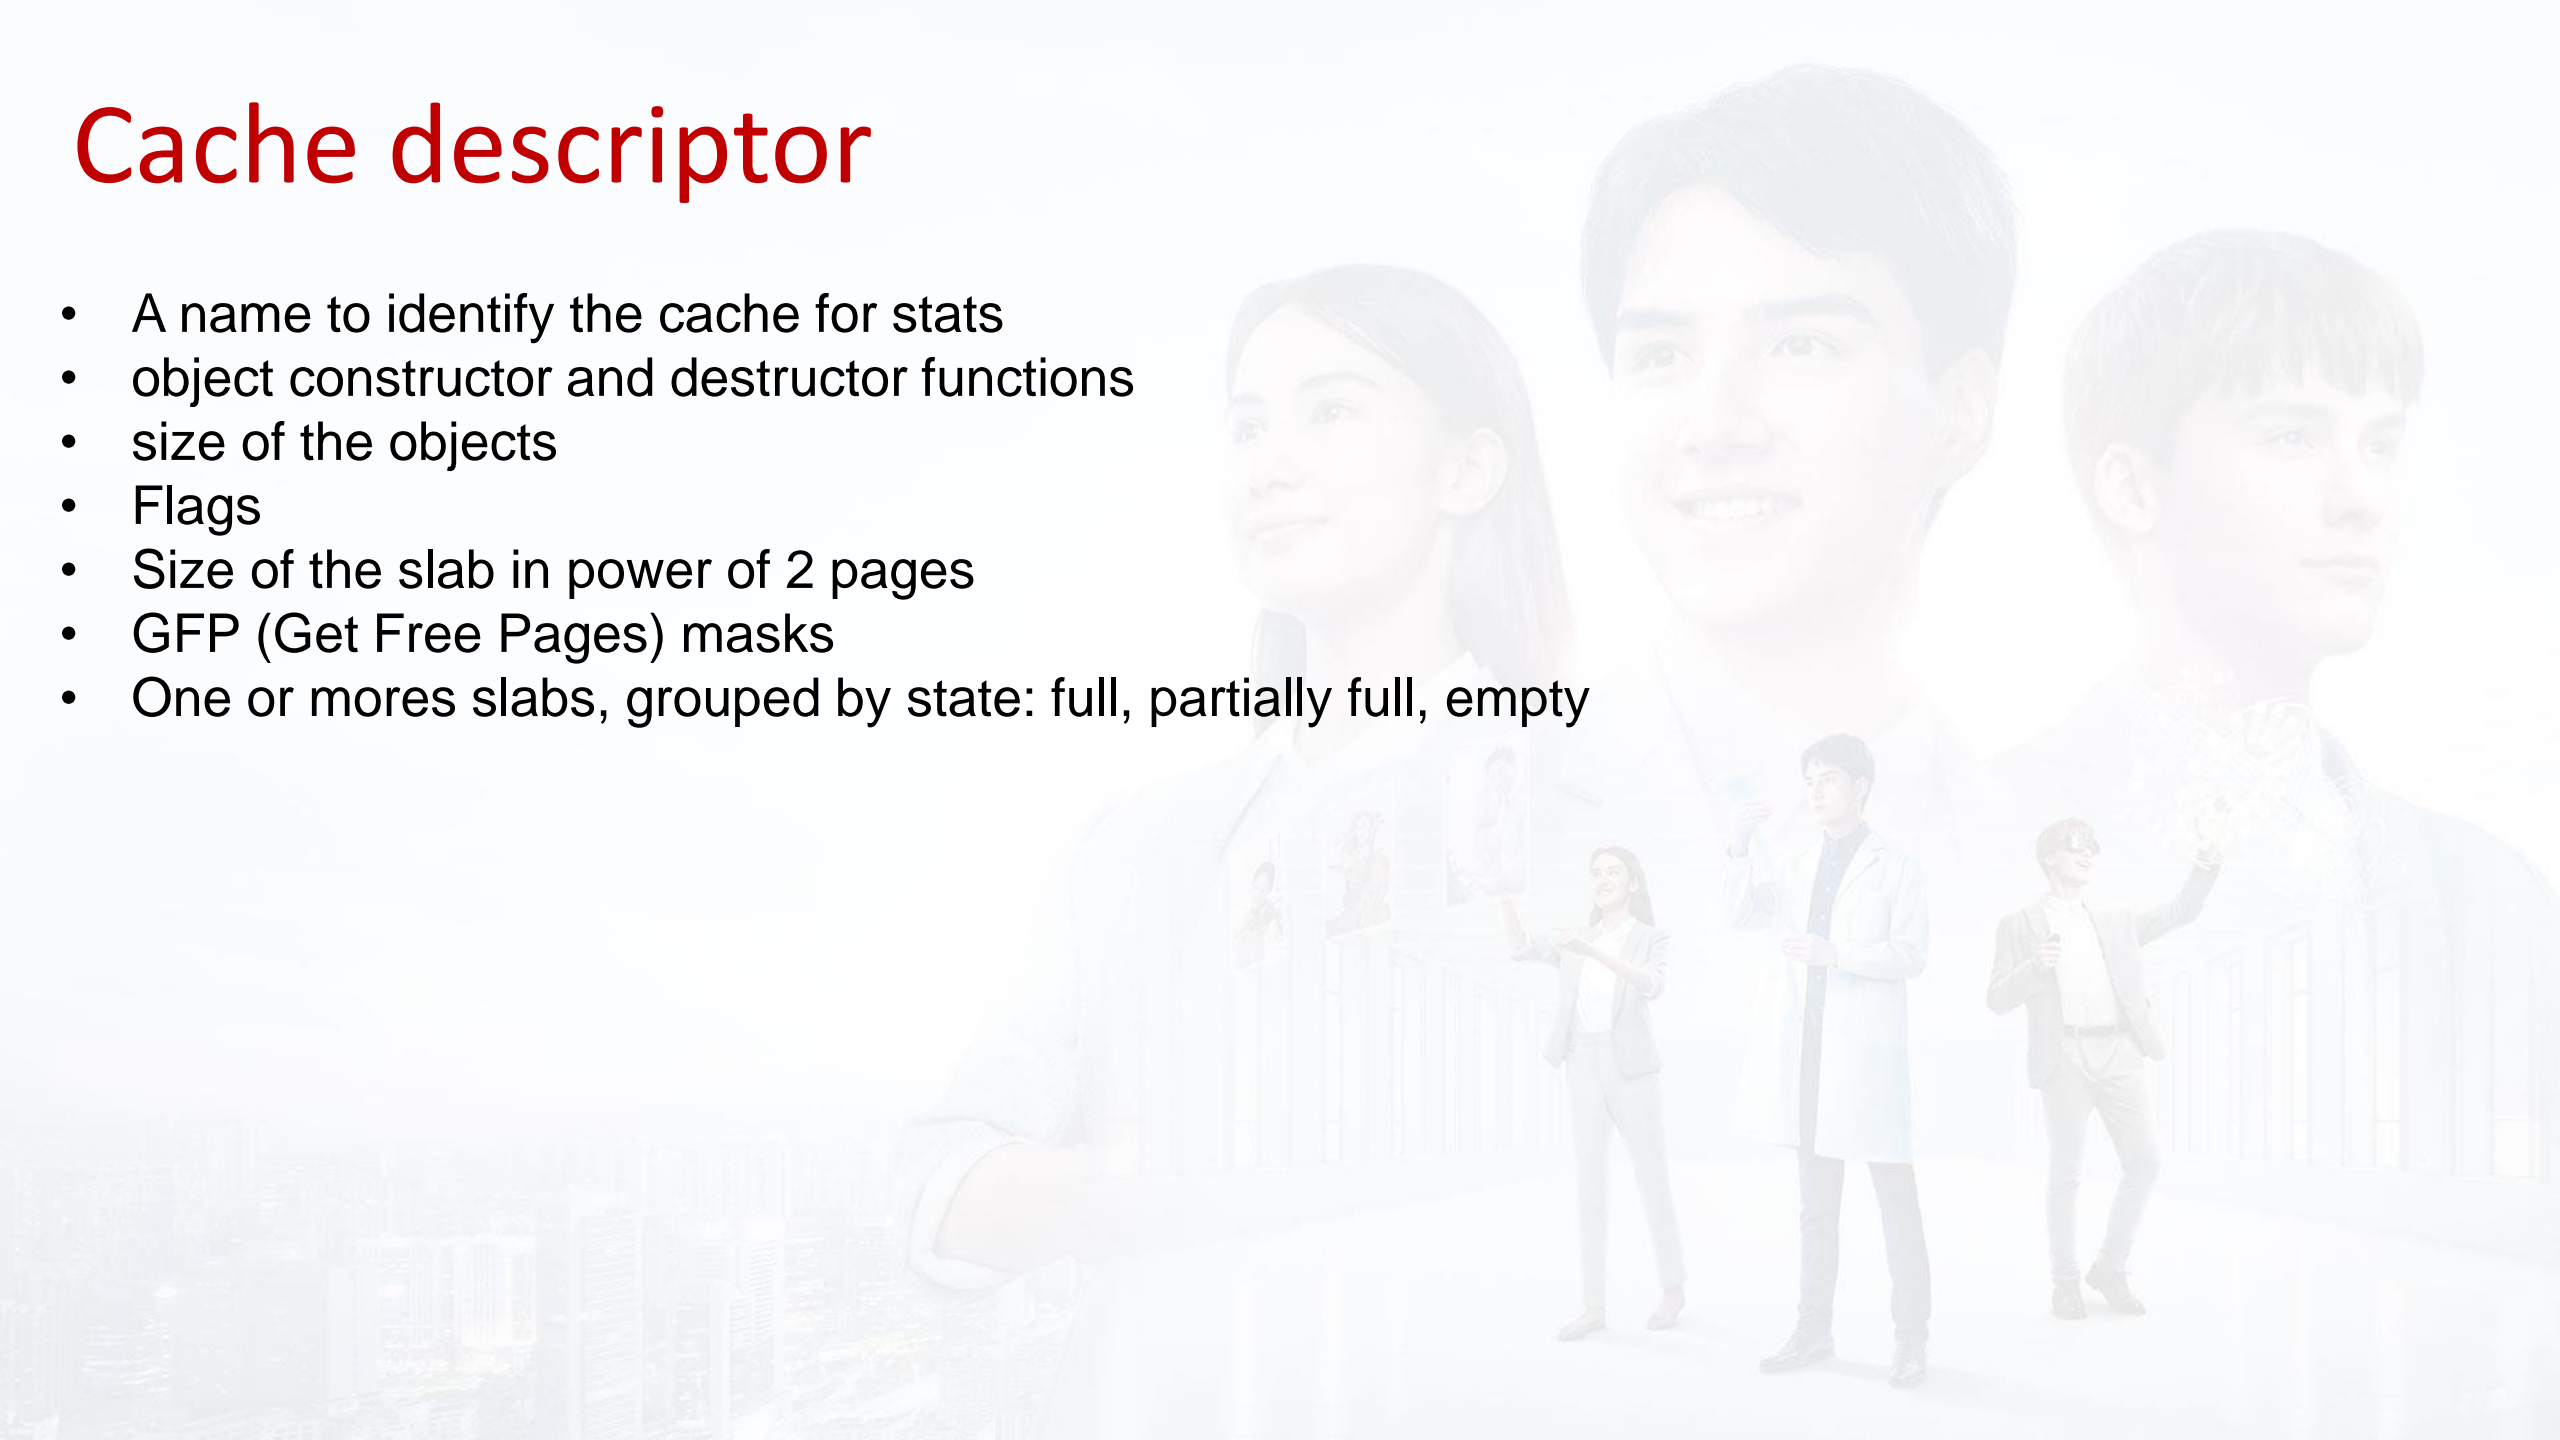 Cache descriptor
• A name to identify the cache for stats
• object constructor and destructor functions
• size of the objects
• Flags
• Size of the slab in power of 2 pages
• GFP (Get Free Pages) masks
• One or mores slabs, grouped by state: full, partially full, empty